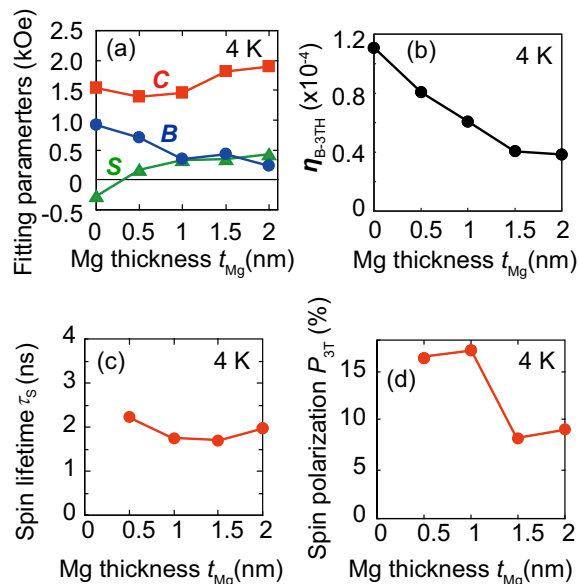 Fitting paramerters (kOe)
2.5
2.0
1.5
1.0
0.5
0
-0.5
(a)
4 K
C
B
S
0 0.5 1 1.5 2
Mg thickness tMg(nm)
ηB-3TH (x10-4)
1.2
0.8
0.4
0
(b)
4 K
0 0.5 1 1.5 2
Mg thickness tMg(nm)
Spin lifetime τS (ns)
4
3
2
1
0
(c)
4 K
0 0.5 1 1.5 2
Mg thickness tMg(nm)
Spin polarization P3T (%)
15
10
5
0
(d)
4 K
0 0.5 1 1.5 2
Mg thickness tMg(nm)